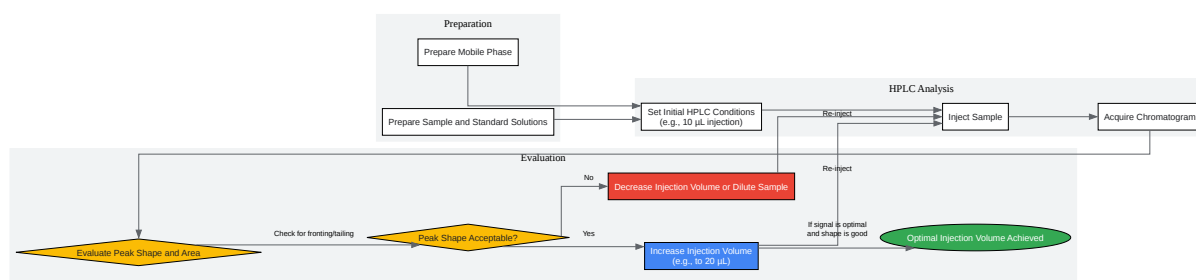 Preparation
Prepare Mobile Phase
Prepare Sample and Standard Solutions
HPLC Analysis
Set Initial HPLC Conditions
(e.g., 10 µL injection)
Re-inject
Inject Sample
Acquire Chromatogram
Evaluation
Re-inject
No
Decrease Injection Volume or Dilute Sample
Evaluate Peak Shape and Area
Check for fronting/tailing
Peak Shape Acceptable?
Yes
Increase Injection Volume
(e.g., to 20 µL)
If signal is optimal
and shape is good
Optimal Injection Volume Achieved